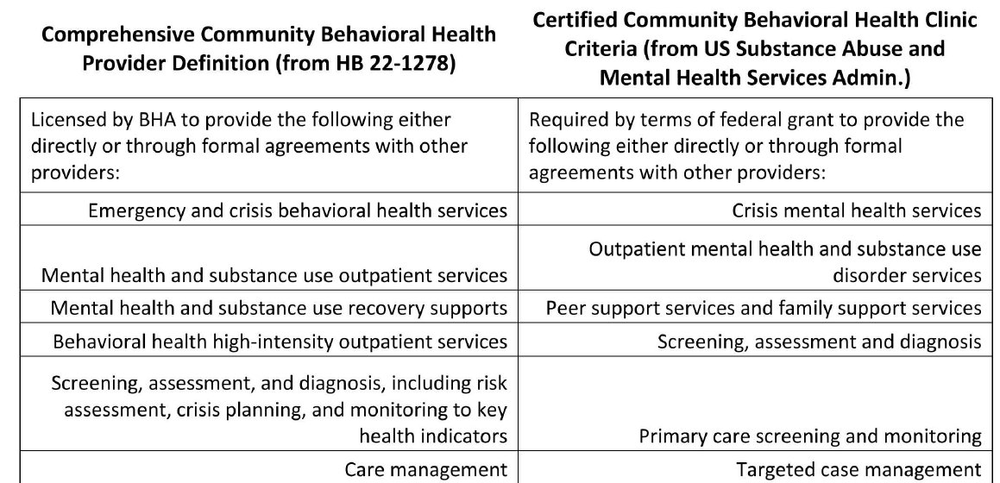 Comprehensive Community Behavioral Health
Provider Definition (from HB 22-1278)
Certified Community Behavioral Health Clinic
Criteria (from US Substance Abuse and
Mental Health Services Admin.)
Licensed by BHA to provide the following either
directly or through formal agreements with other
providers:
Required by terms of federal grant to provide the
following either directly or through formal
agreements with other providers:
Emergency and crisis behavioral health services
Crisis mental health services
Mental health and substance use outpatient services
Outpatient mental health and substance use
disorder services
Mental health and substance use recovery supports
Peer support services and family support services
Behavioral health high-intensity outpatient services
Screening, assessment and diagnosis
Screening, assessment, and diagnosis, including risk
assessment, crisis planning, and monitoring to key
health indicators
Primary care screening and monitoring
Care management
Targeted case management